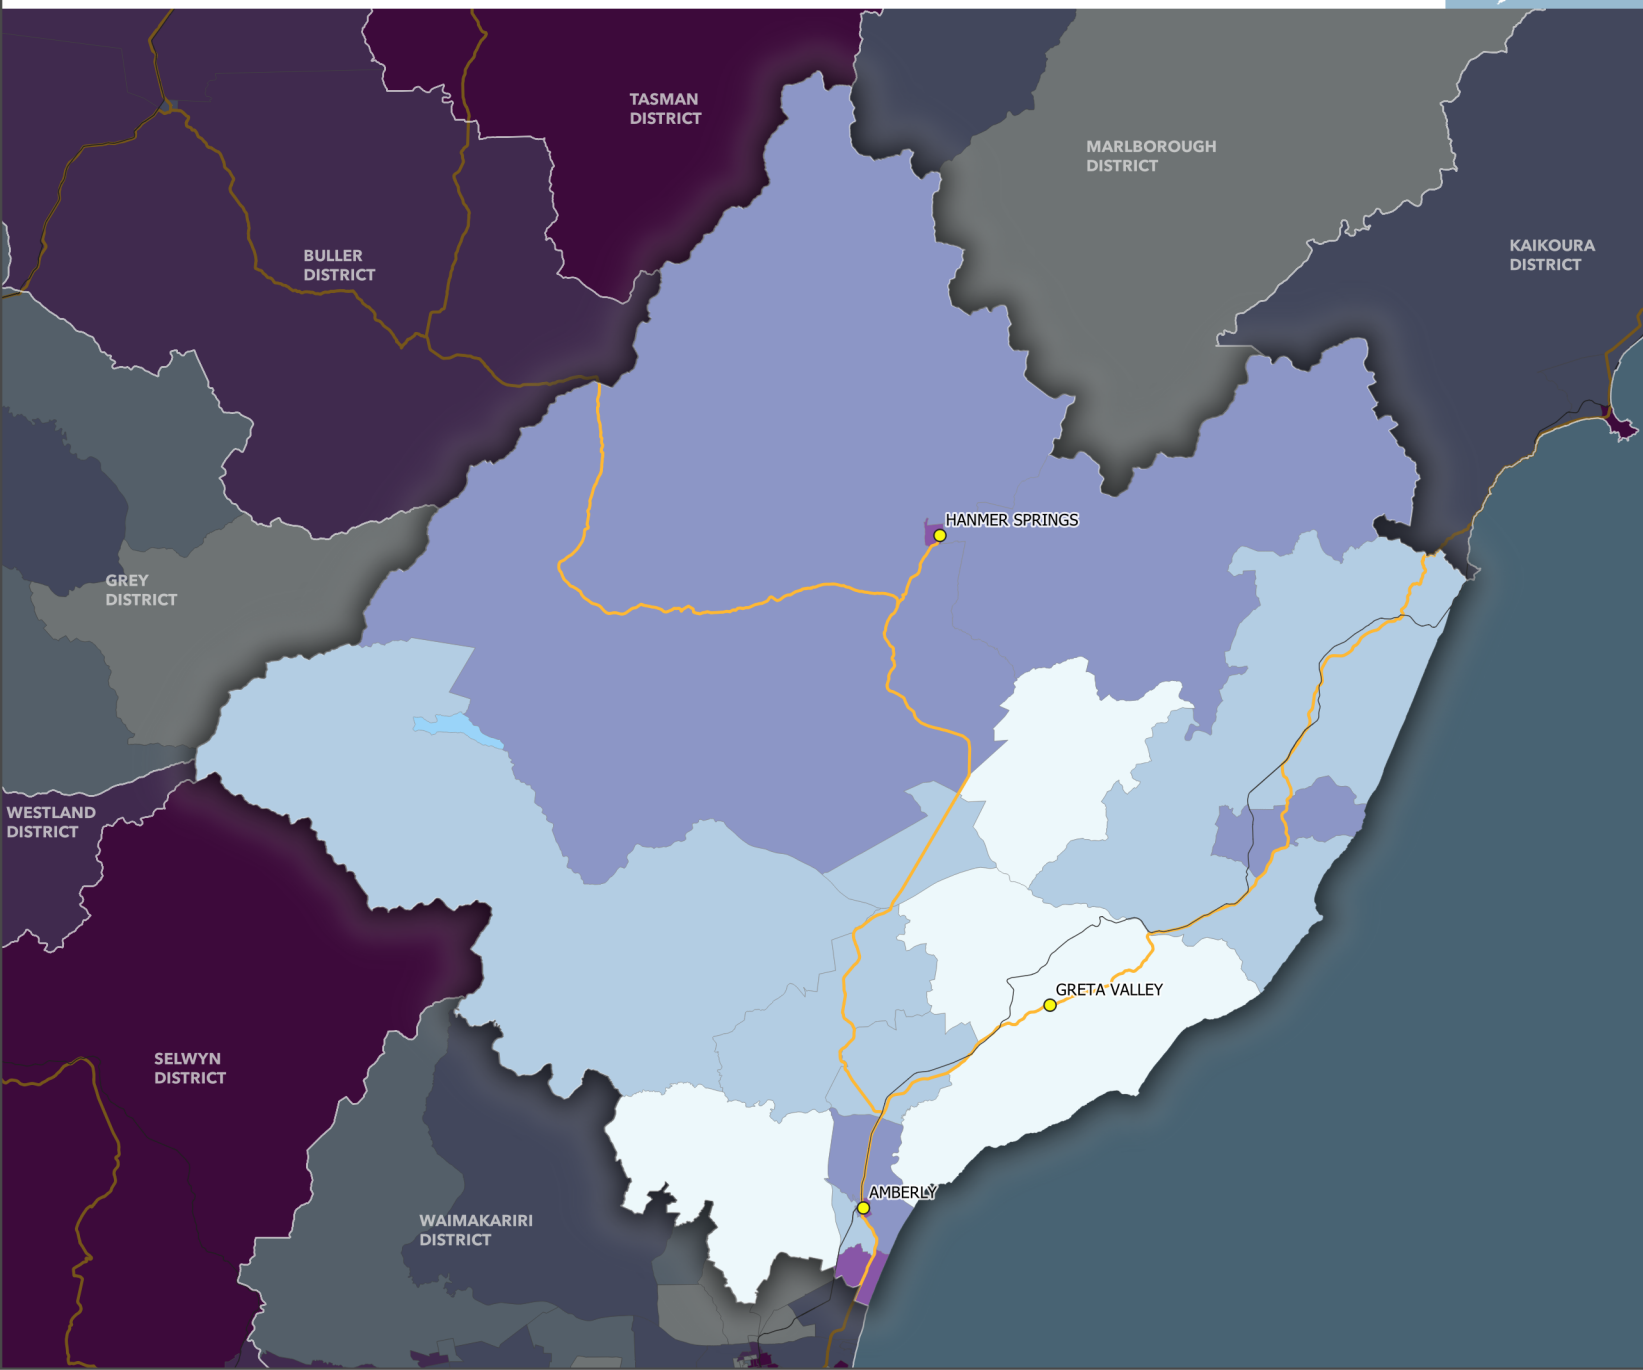 TASMAN
DISTRICT
MARLBOROUGH
DISTRICT
KAIKOURA
DISTRICT
BULLER
DISTRICT
HANMER SPRINGS
GREY
DISTRICT
WESTLAND
DISTRICT
GRETA VALLEY
SELWYN
DISTRICT
AMBERLY
WAIMAKARIRI
DISTRICT